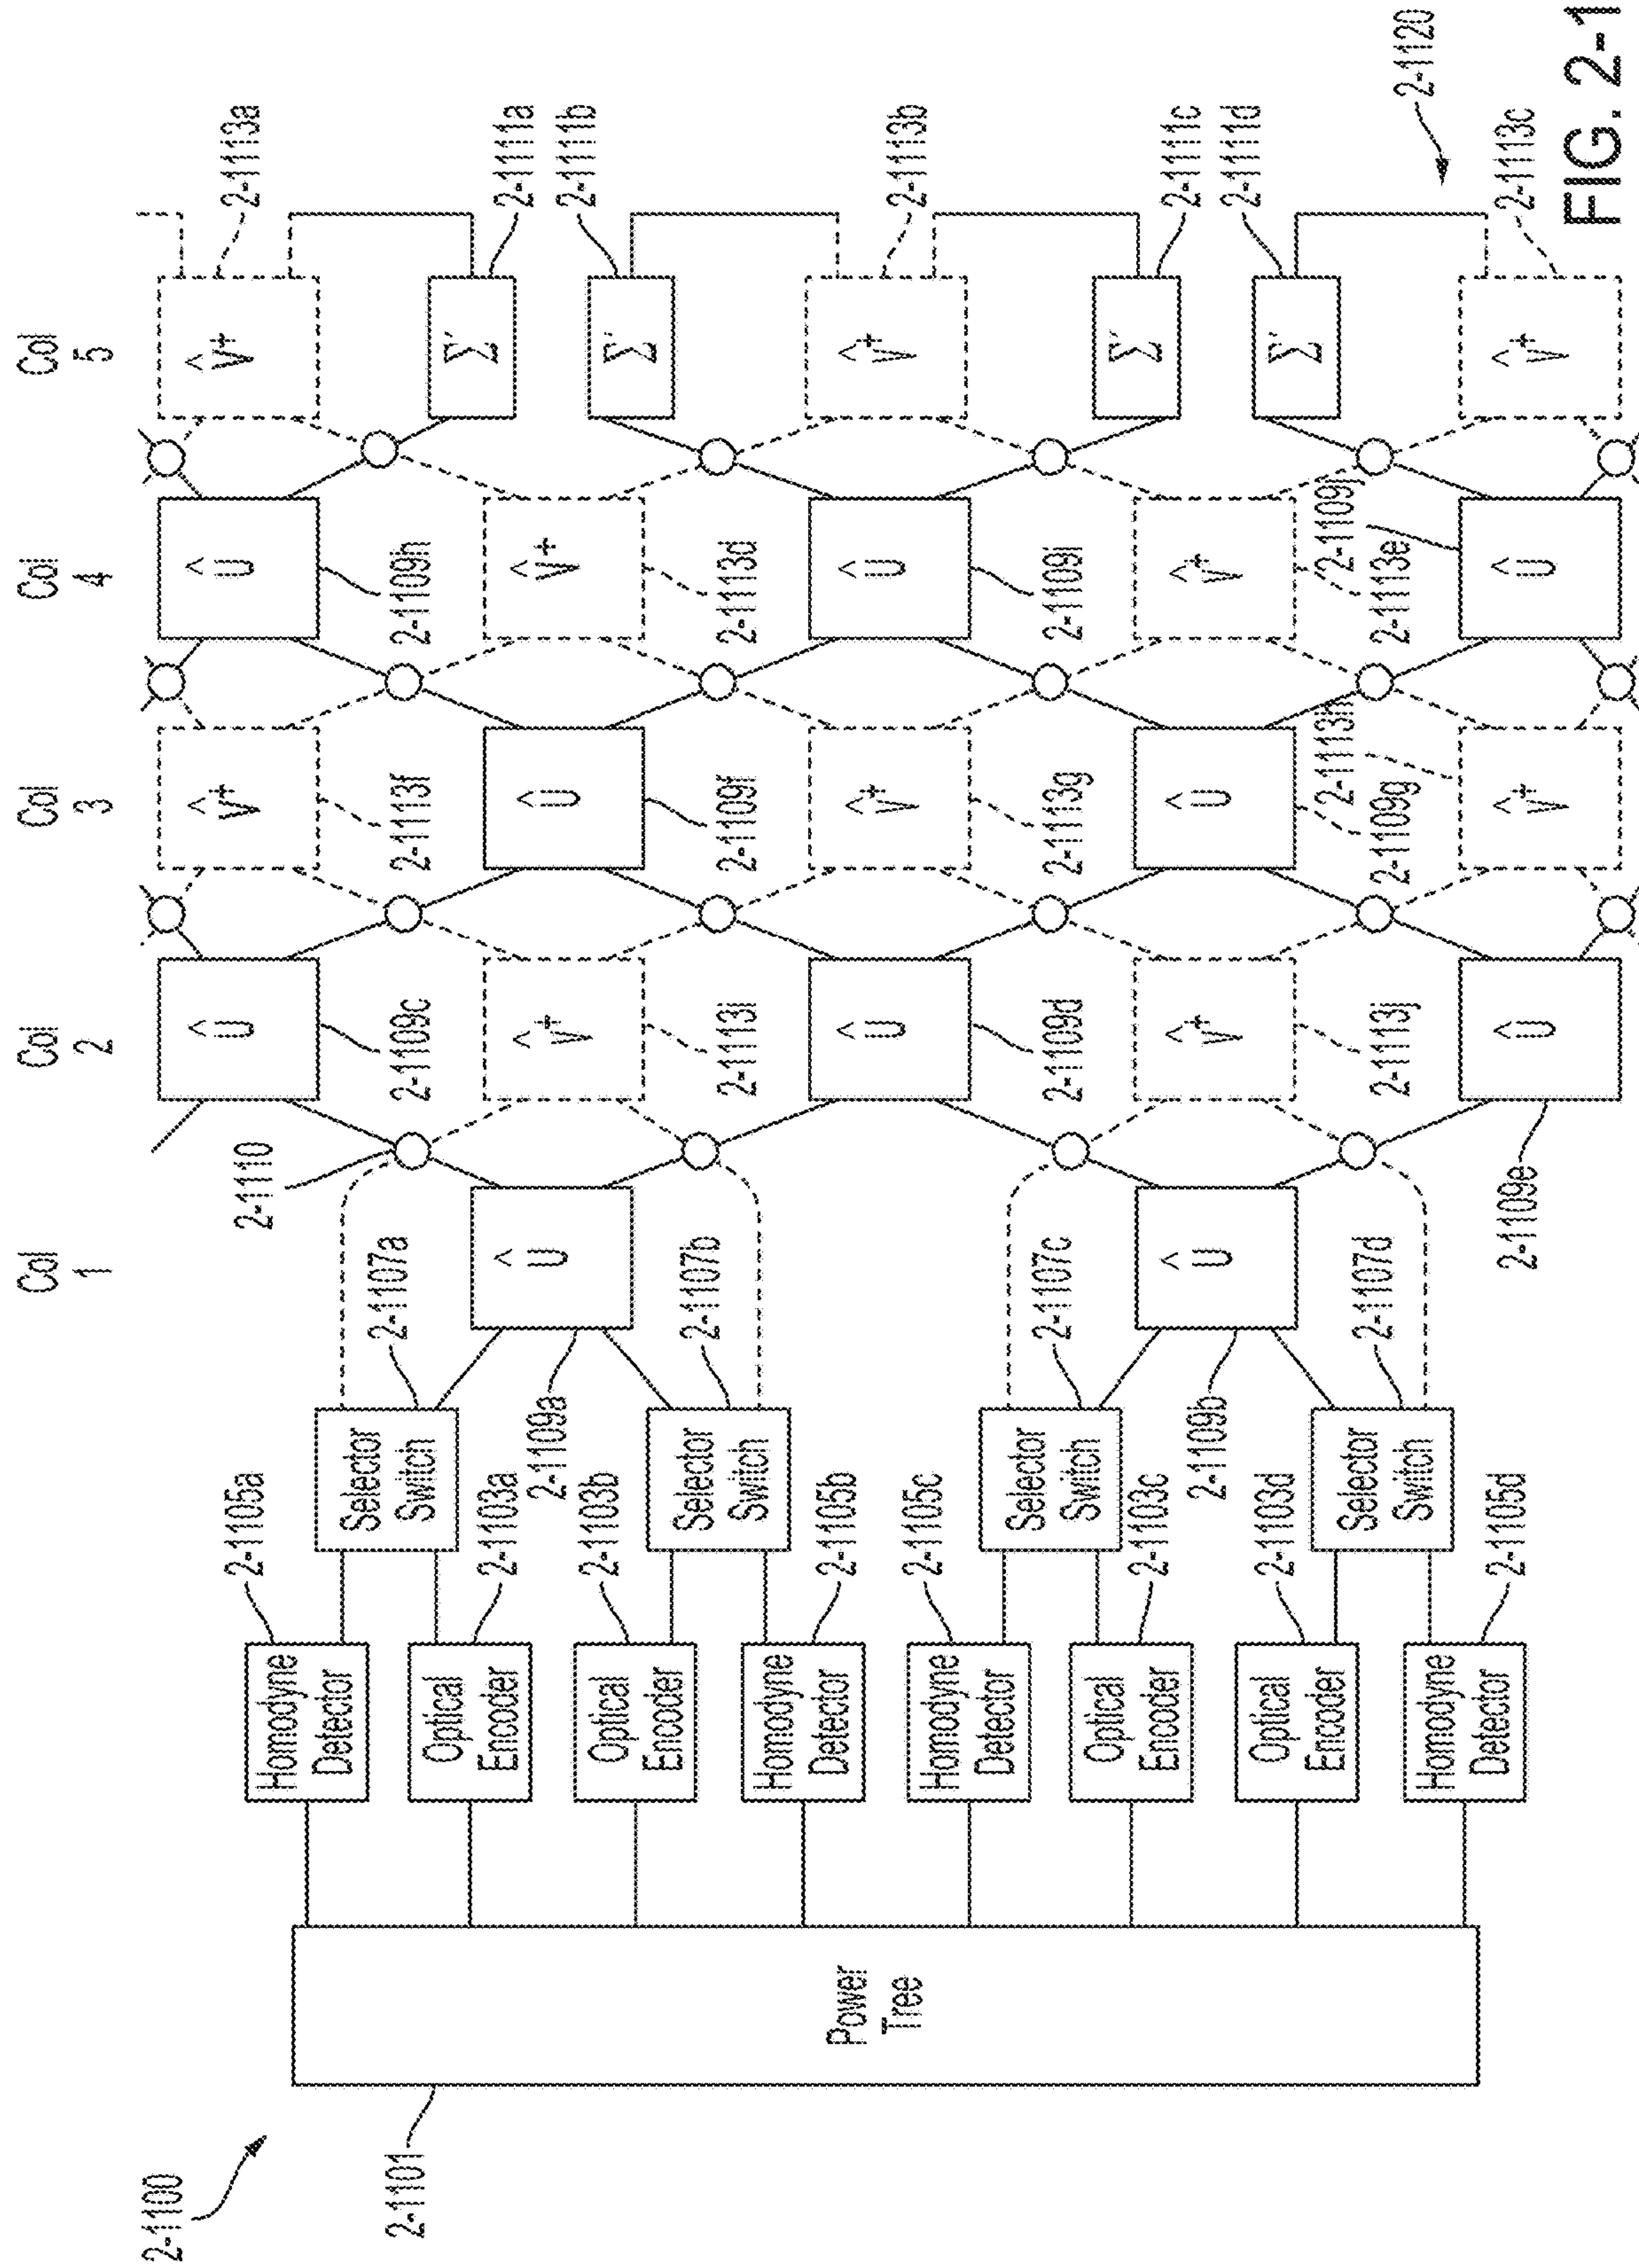 2-1100
2-1101
Power
Tree
Homodyne
Detector
2-1105a
Optical
Encoder
2-1103a
Optical
Encoder
2-1103b
Homodyne
Detector
2-1105b
Homodyne
Detector
2-1105c
Optical
Encoder
2-1103c
Optical
Encoder
2-1103d
Homodyne
Detector
2-1105d
Selector
Switch
2-1107a
Selector
Switch
2-1107b
Selector
Switch
2-1107c
Selector
Switch
2-1107d
Col
1
Û
2-1109a
Û
2-1109b
2-1110
Col
2
Û
2-1109c
V̂+
2-1113i
Û
2-1109d
V̂+
2-1113j
Û
2-1109e
Col
3
V̂+
2-1113f
Û
2-1109f
V̂+
2-1113g
Û
2-1109g
2-1113h
V̂+
Col
4
Û
2-1109h
V̂+
2-1113d
Û
2-1109i
V̂+
2-1113e
2-1109j
Û
Col
5
V̂+
2-1113a
Σ'
2-1111a
Σ'
2-1111b
V̂+
2-1113b
Σ'
2-1111c
Σ'
2-1111d
V̂+
2-1113c
2-1120
FIG. 2-1